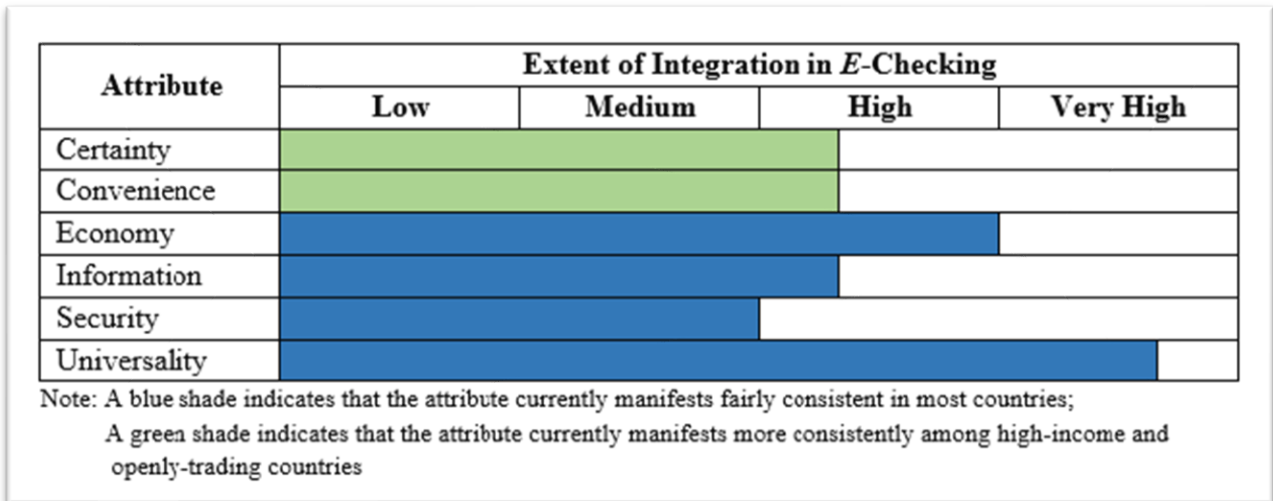 Attribute
Extent of Integration in E-Checking
Low Medium High Very High
Certainty
Convenience
Economy
Information
Security
Universality
Note: A blue shade indicates that the attribute currently manifests fairly consistent in most countries;
A green shade indicates that the attribute currently manifests more consistently among high-income and
openly-trading countries